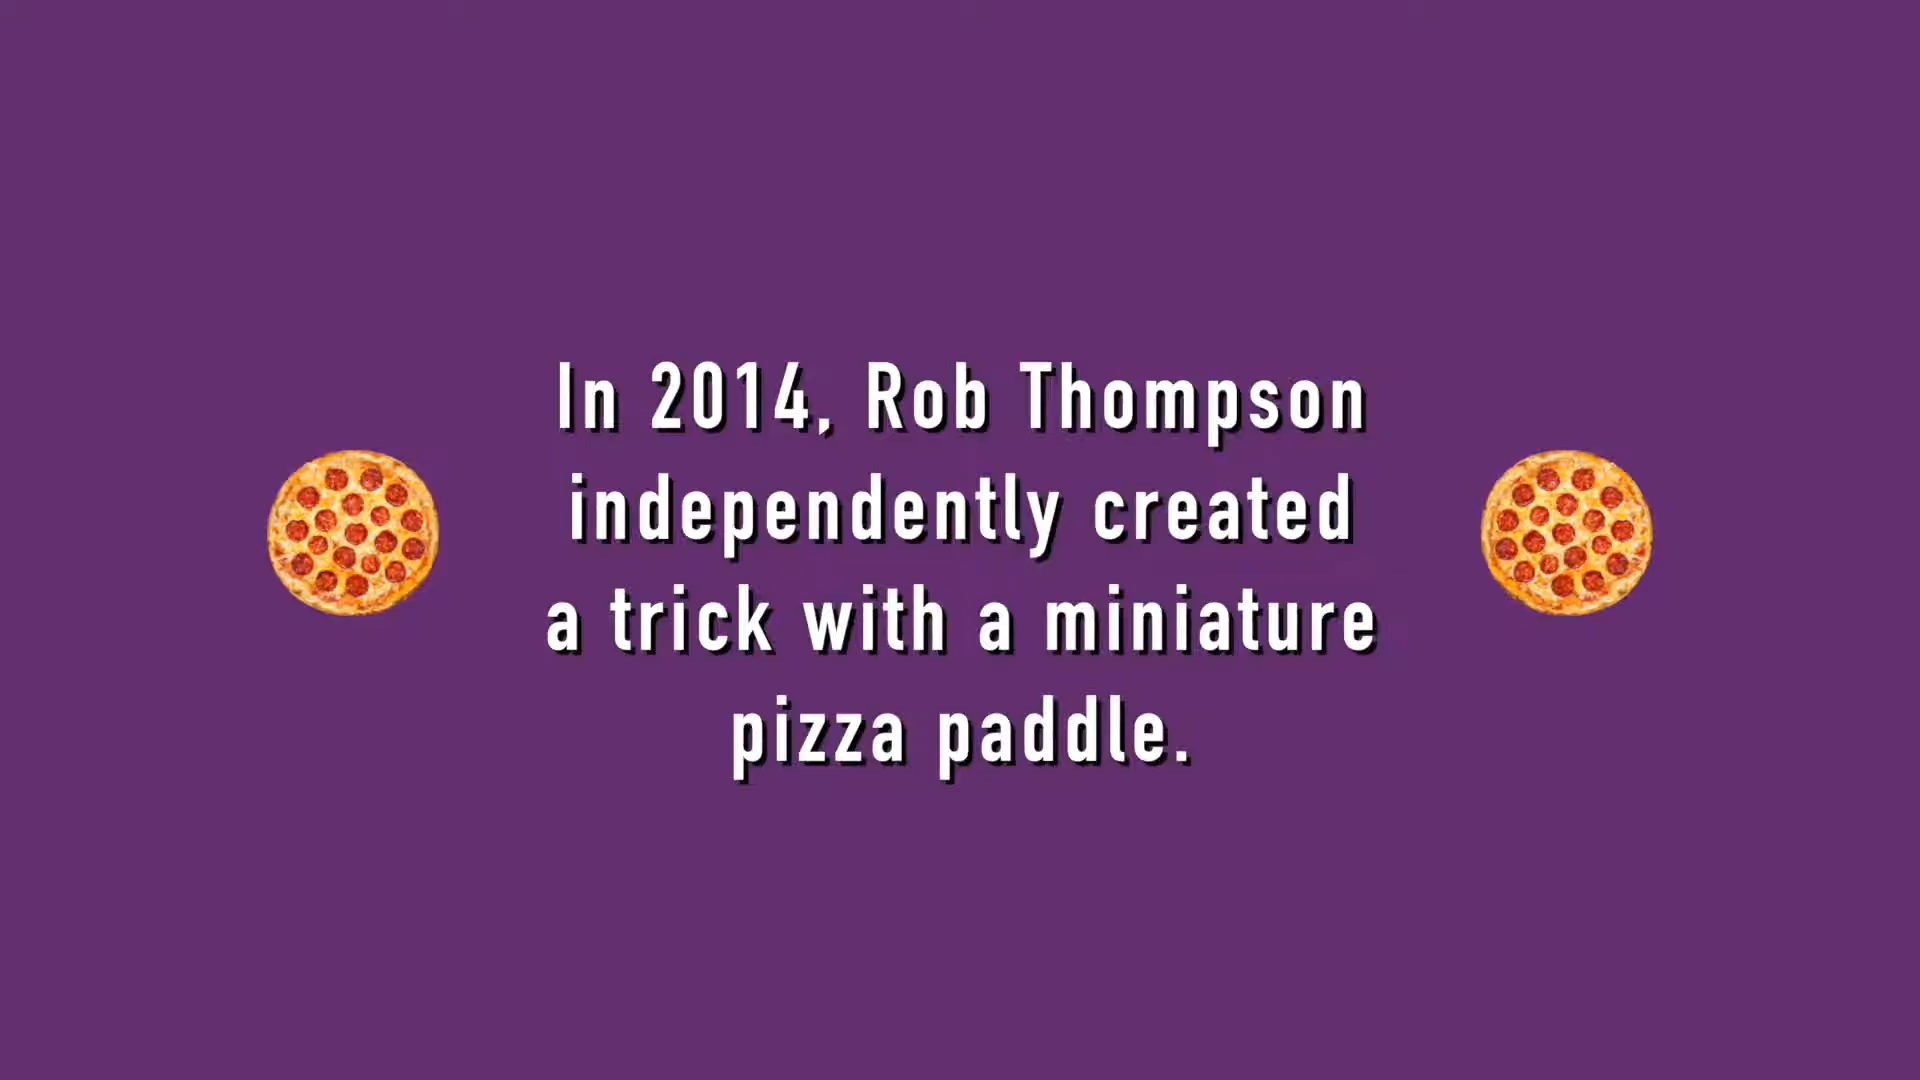 In 2014, Rob Thompson
independently created
a trick with a miniature
pizza paddle.